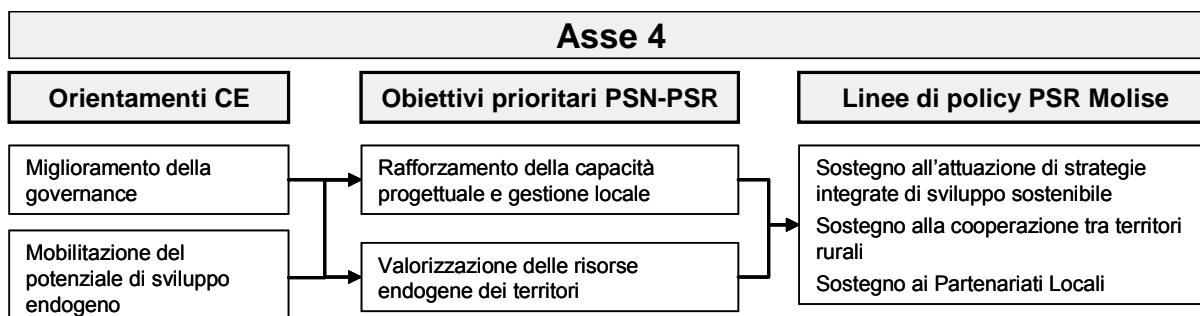 Asse 4
Orientamenti CE
Obiettivi prioritari PSN-PSR
Linee di policy PSR Molise
Miglioramento della
governance
Mobilitazione del
potenziale di sviluppo
endogeno
Rafforzamento della capacità
progettuale e gestione locale
Valorizzazione delle risorse
endogene dei territori
Sostegno all'attuazione di strategie
integrate di sviluppo sostenibile
Sostegno alla cooperazione tra territori
rurali
Sostegno ai Partenariati Locali